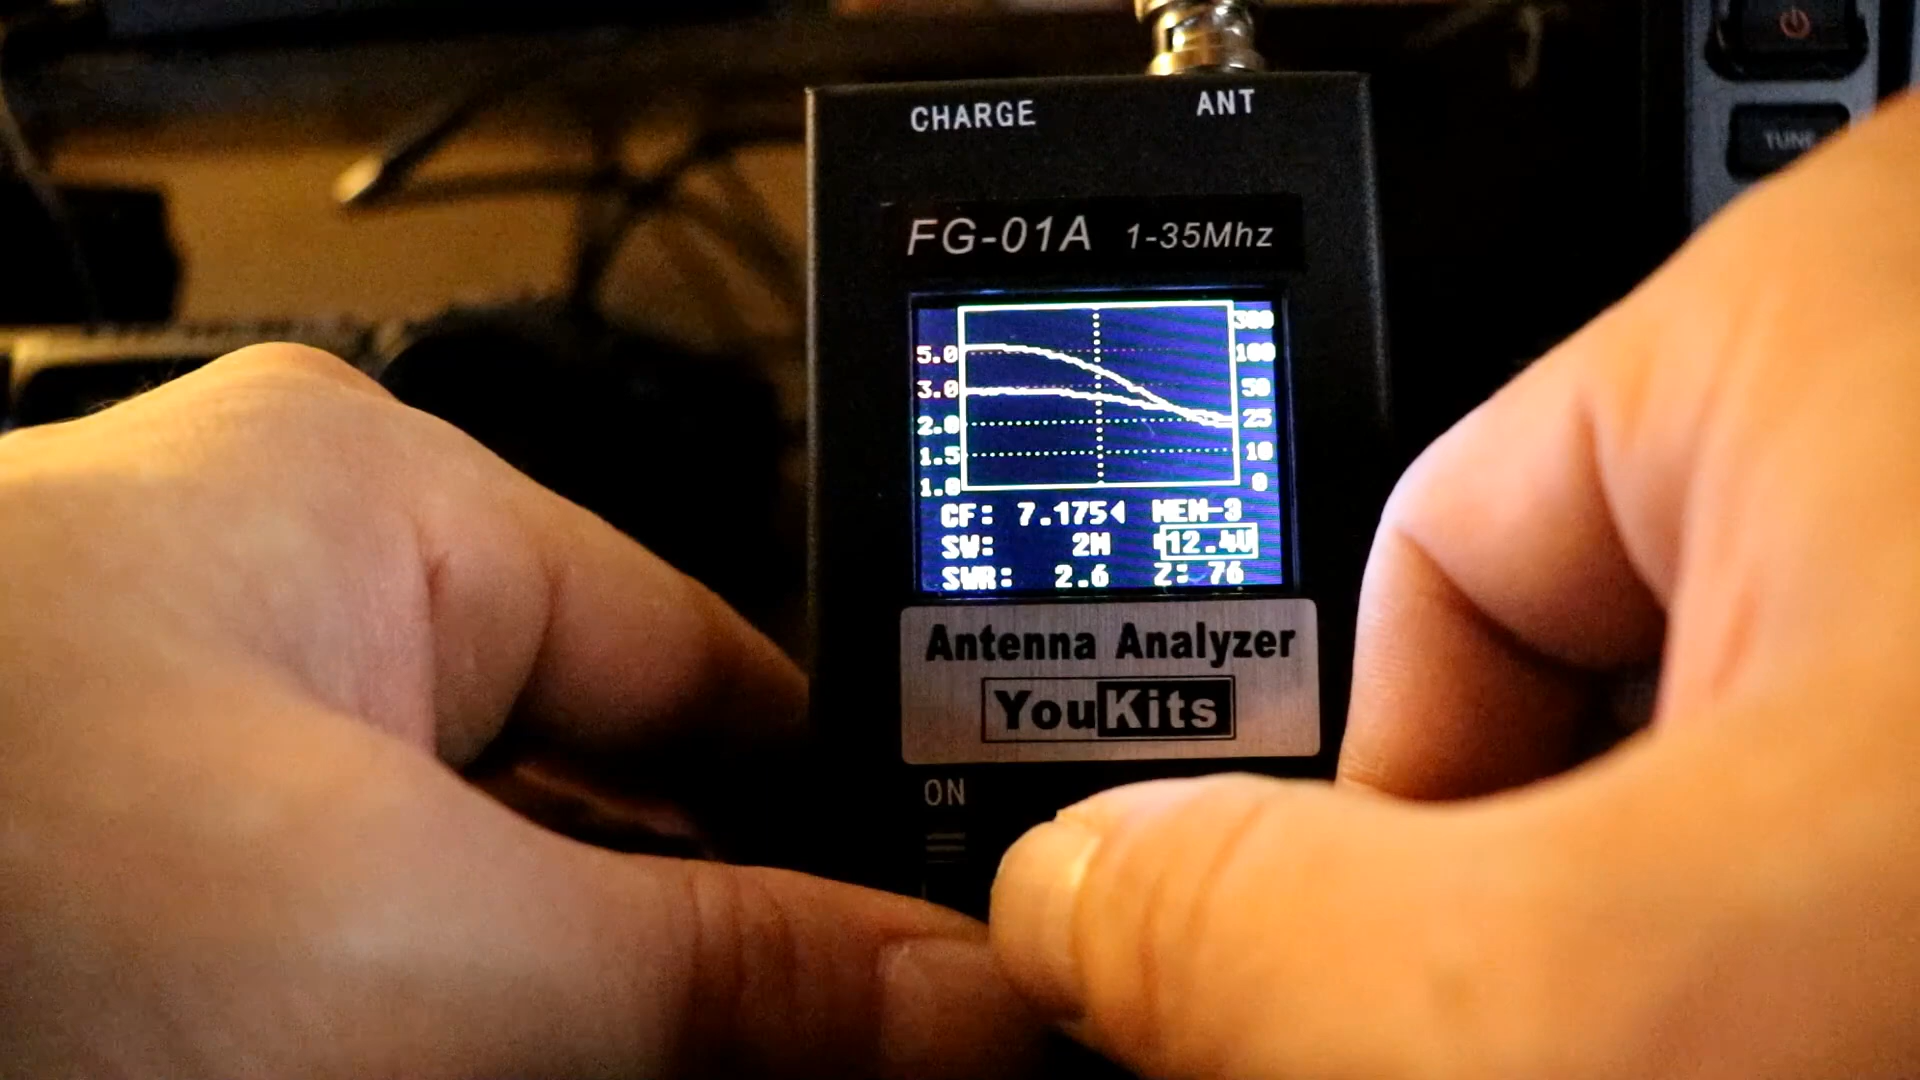 CHARGE ANT
FG-01A 1-35Mhz
300
5.0 100
3.0 50
2.0 25
1.5 10
1.0 0
CF: 7.1754 MEM-3
SW: 2M 12.4V
SWR: 2.6 Z: 76
Antenna Analyzer
YouKits
ON
TUNE